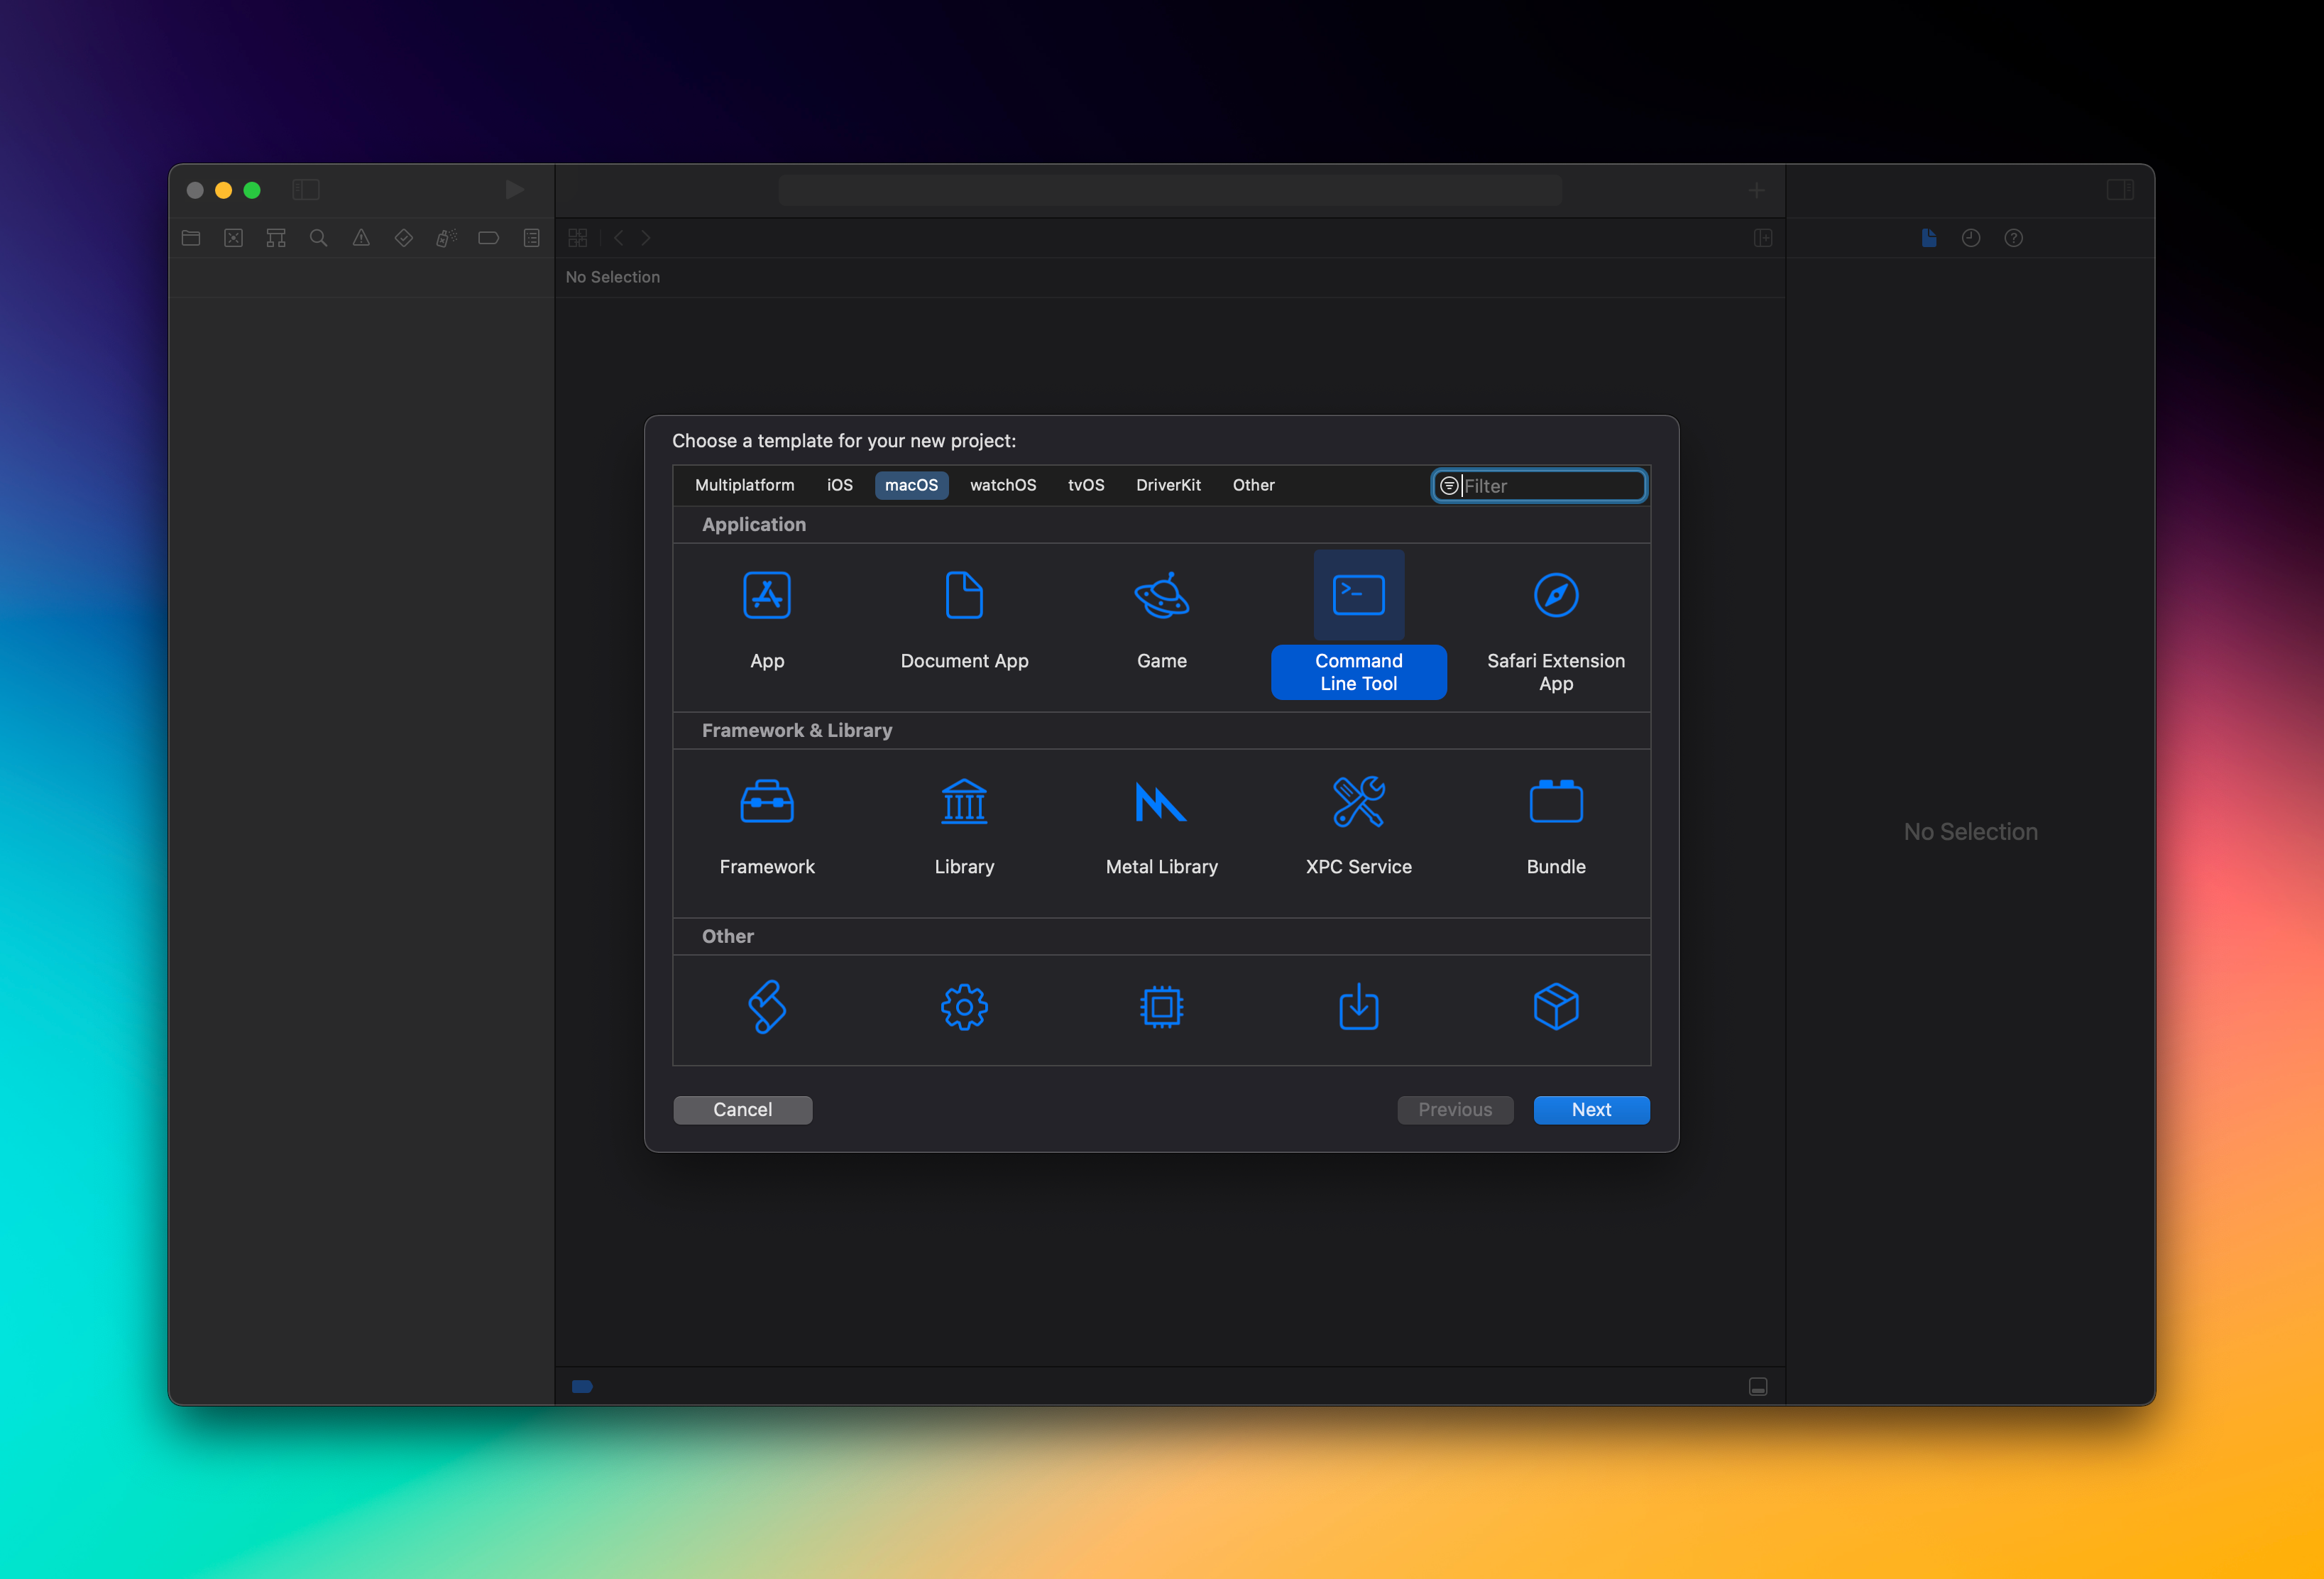 No Selection
Choose a template for your new project:
Multiplatform iOS macOS watchOS tvOS DriverKit Other Filter
Application
App Document App Game Command Line Tool Safari Extension App
Framework & Library
Framework Library Metal Library XPC Service Bundle
No Selection
Other
Cancel Previous Next